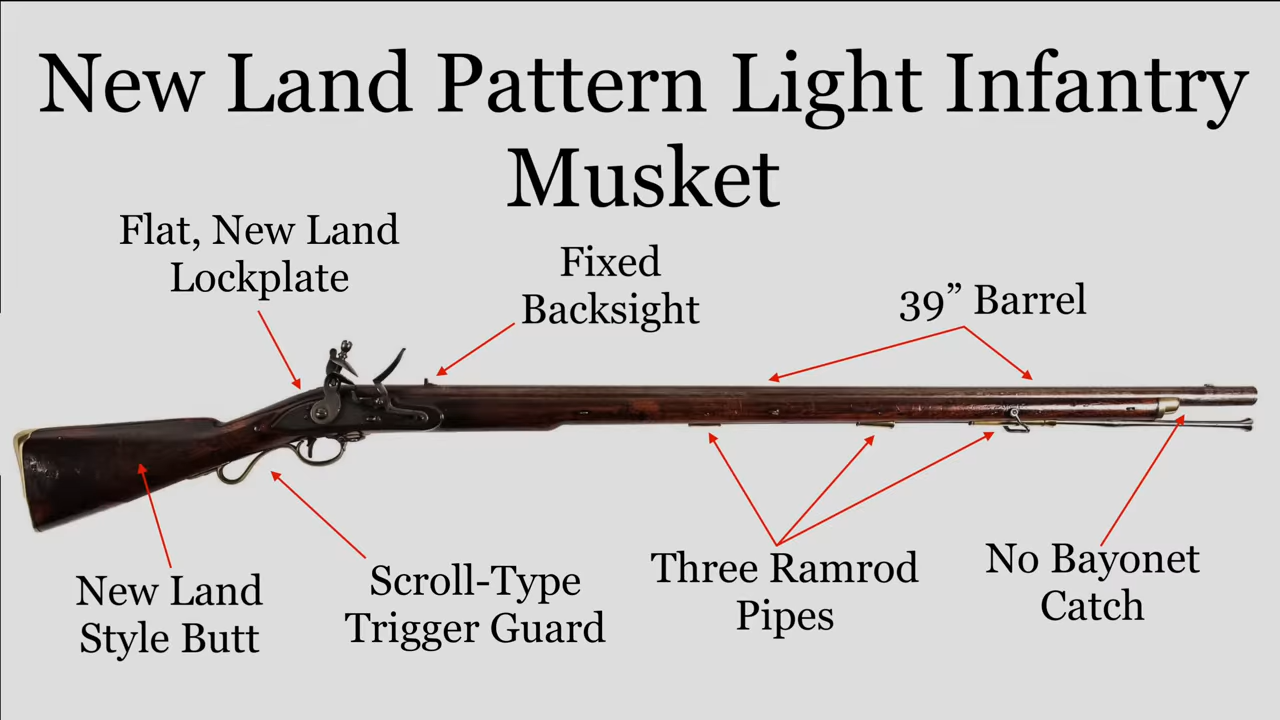 New Land Pattern Light Infantry
Musket
Flat, New Land
Lockplate
Fixed
Backsight
39” Barrel
New Land
Style Butt
Scroll-Type
Trigger Guard
Three Ramrod
Pipes
No Bayonet
Catch